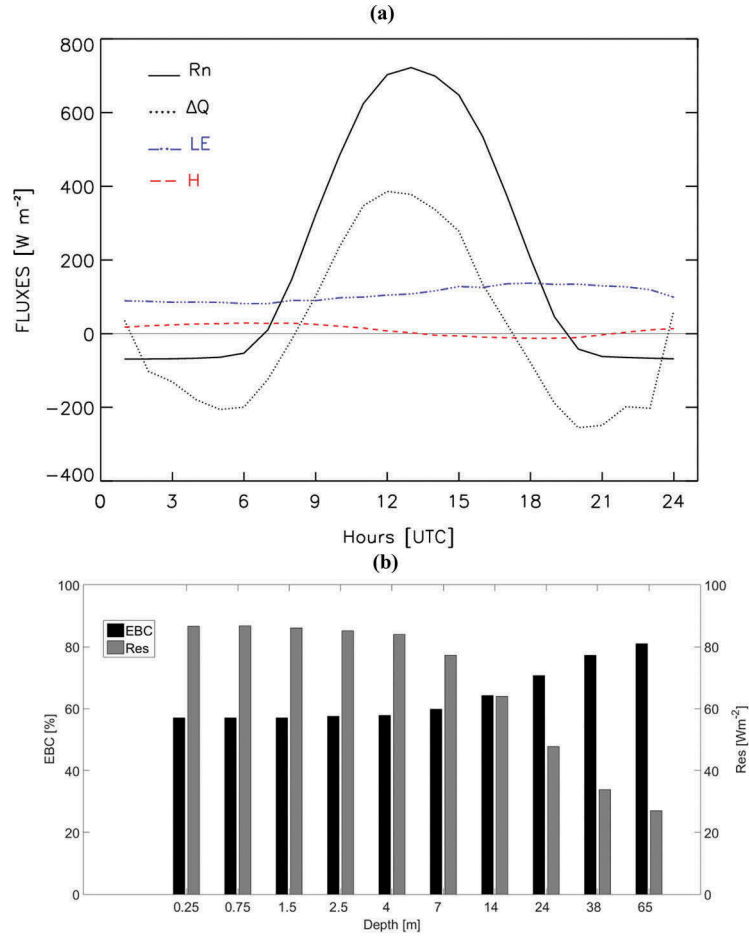 (a)
800
600
400
200
0
−200
−400
FLUXES [W m⁻²]
Rn
ΔQ
LE
H
0 3 6 9 12 15 18 21 24
Hours [UTC]
(b)
100
80
60
40
20
0
EBC [%]
EBC
Res
100
80
60
40
20
0
Res [Wm⁻²]
0.25 0.75 1.5 2.5 4 7 14 24 38 65
Depth [m]